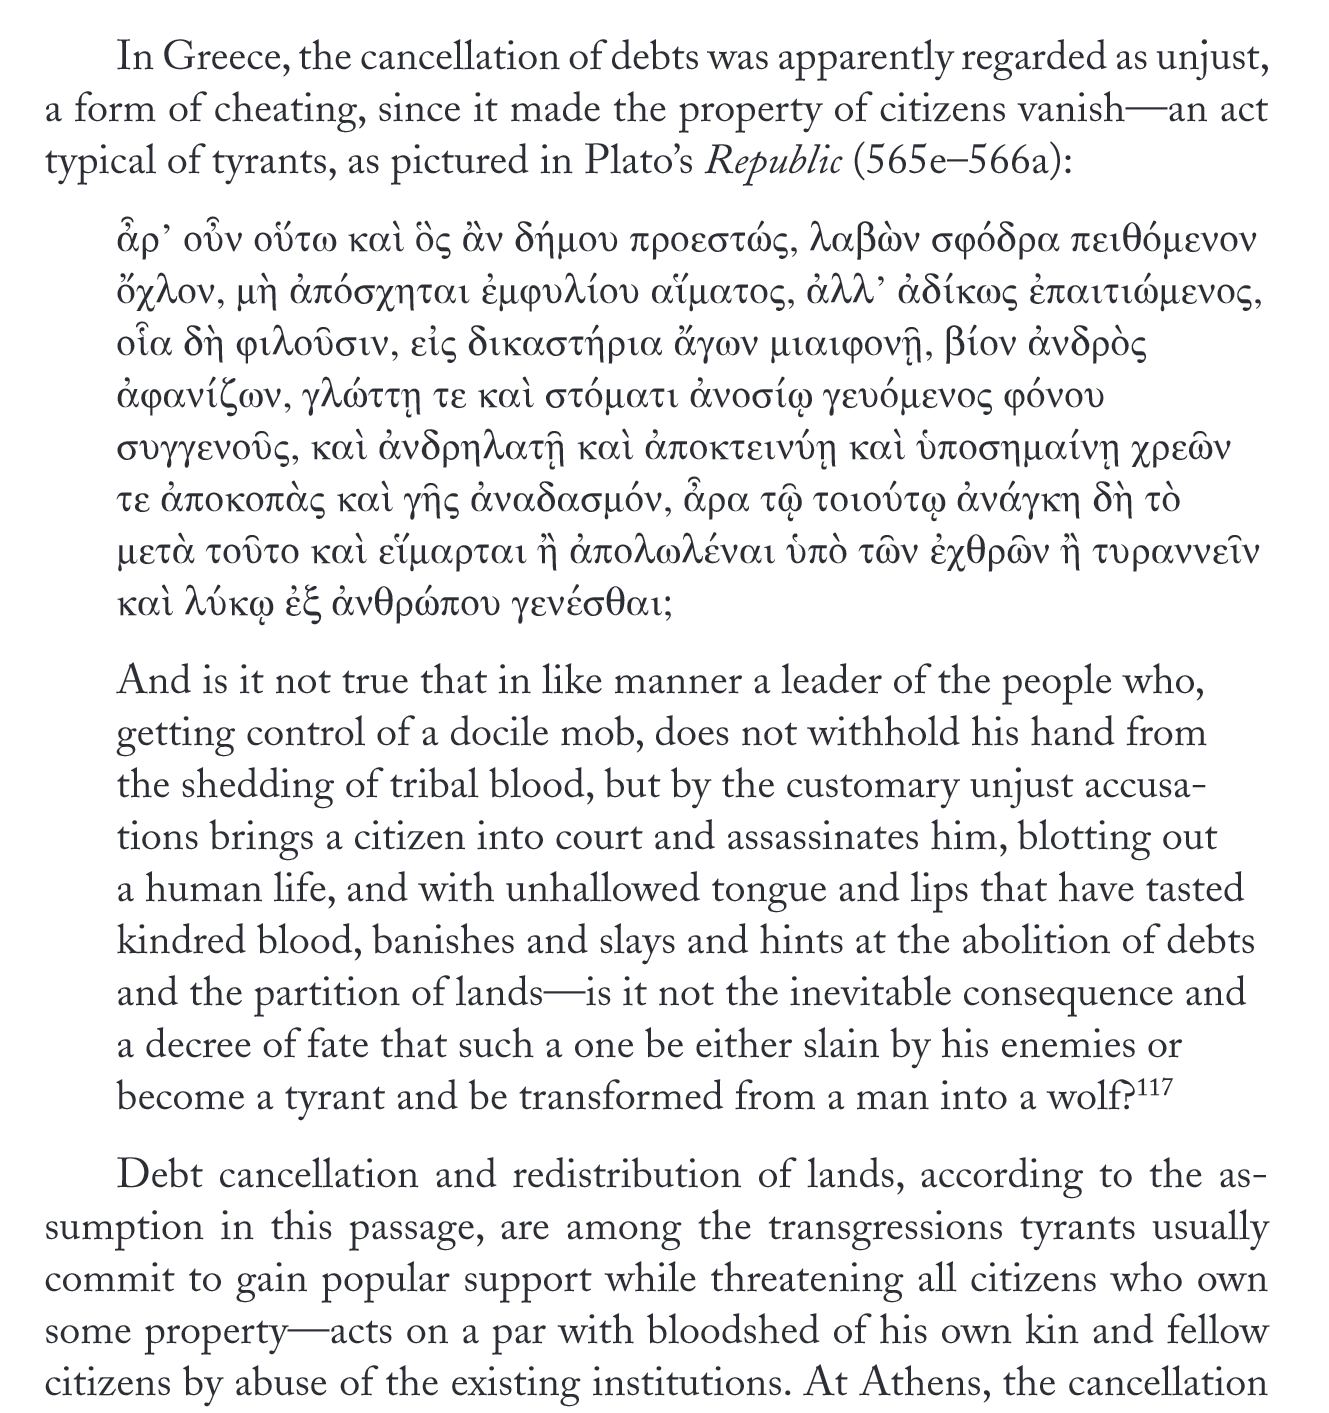 In Greece, the cancellation of debts was apparently regarded as unjust,
a form of cheating, since it made the property of citizens vanish—an act
typical of tyrants, as pictured in Plato’s Republic (565e–566a):
ἆρ’ οὖν οὕτω καὶ ὃς ἂν δήμου προεστώς, λαβὼν σφόδρα πειθόμενον
ὄχλον, μὴ ἀπόσχηται ἐμφυλίου αἵματος, ἀλλ’ ἀδίκως ἐπαιτιώμενος,
οἷα δὴ φιλοῦσιν, εἰς δικαστήρια ἄγων μιαιφονῇ, βίον ἀνδρὸς
ἀφανίζων, γλώττῃ τε καὶ στόματι ἀνοσίῳ γευόμενος φόνου
συγγενοῦς, καὶ ἀνδρηλατῇ καὶ ἀποκτεινύῃ καὶ ὑποσημαίνῃ χρεῶν
τε ἀποκοπὰς καὶ γῆς ἀναδασμόν, ἆρα τῷ τοιούτῳ ἀνάγκη δὴ τὸ
μετὰ τοῦτο καὶ εἵμαρται ἢ ἀπολωλέναι ὑπὸ τῶν ἐχθρῶν ἢ τυραννεῖν
καὶ λύκῳ ἐξ ἀνθρώπου γενέσθαι;
And is it not true that in like manner a leader of the people who,
getting control of a docile mob, does not withhold his hand from
the shedding of tribal blood, but by the customary unjust accusa-
tions brings a citizen into court and assassinates him, blotting out
a human life, and with unhallowed tongue and lips that have tasted
kindred blood, banishes and slays and hints at the abolition of debts
and the partition of lands—is it not the inevitable consequence and
a decree of fate that such a one be either slain by his enemies or
become a tyrant and be transformed from a man into a wolf?117
Debt cancellation and redistribution of lands, according to the as-
sumption in this passage, are among the transgressions tyrants usually
commit to gain popular support while threatening all citizens who own
some property—acts on a par with bloodshed of his own kin and fellow
citizens by abuse of the existing institutions. At Athens, the cancellation